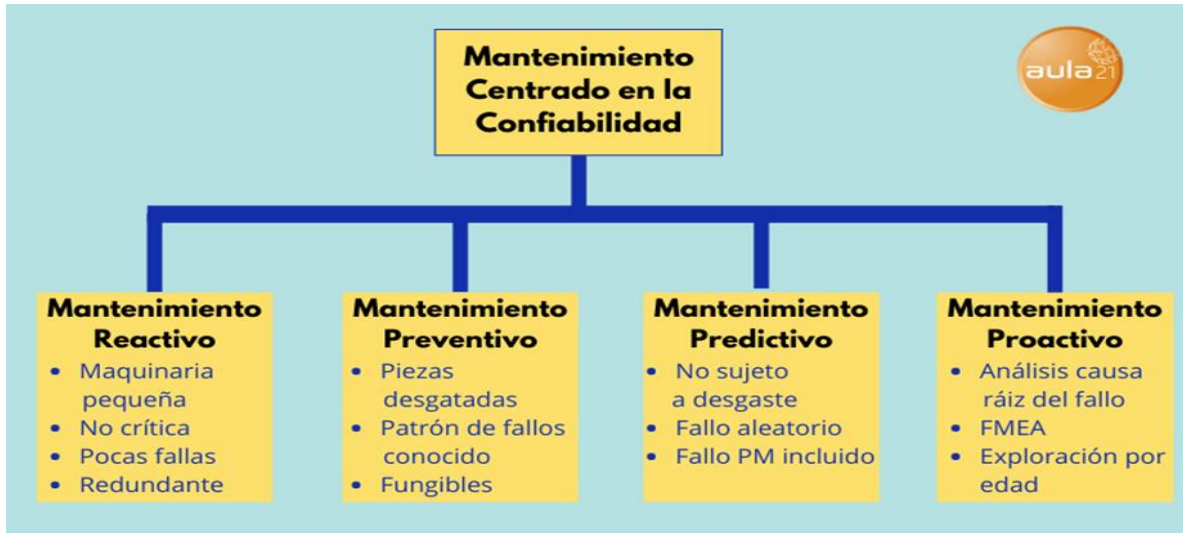 Mantenimiento
Centrado en la
Confiabilidad
aula21
Mantenimiento
Reactivo
• Maquinaria
pequeña
• No crítica
• Pocas fallas
• Redundante
Mantenimiento
Preventivo
• Piezas
desgatadas
• Patrón de fallos
conocido
• Fungibles
Mantenimiento
Predictivo
• No sujeto
a desgaste
• Fallo aleatorio
• Fallo PM incluido
Mantenimiento
Proactivo
• Análisis causa
ráiz del fallo
• FMEA
• Exploración por
edad